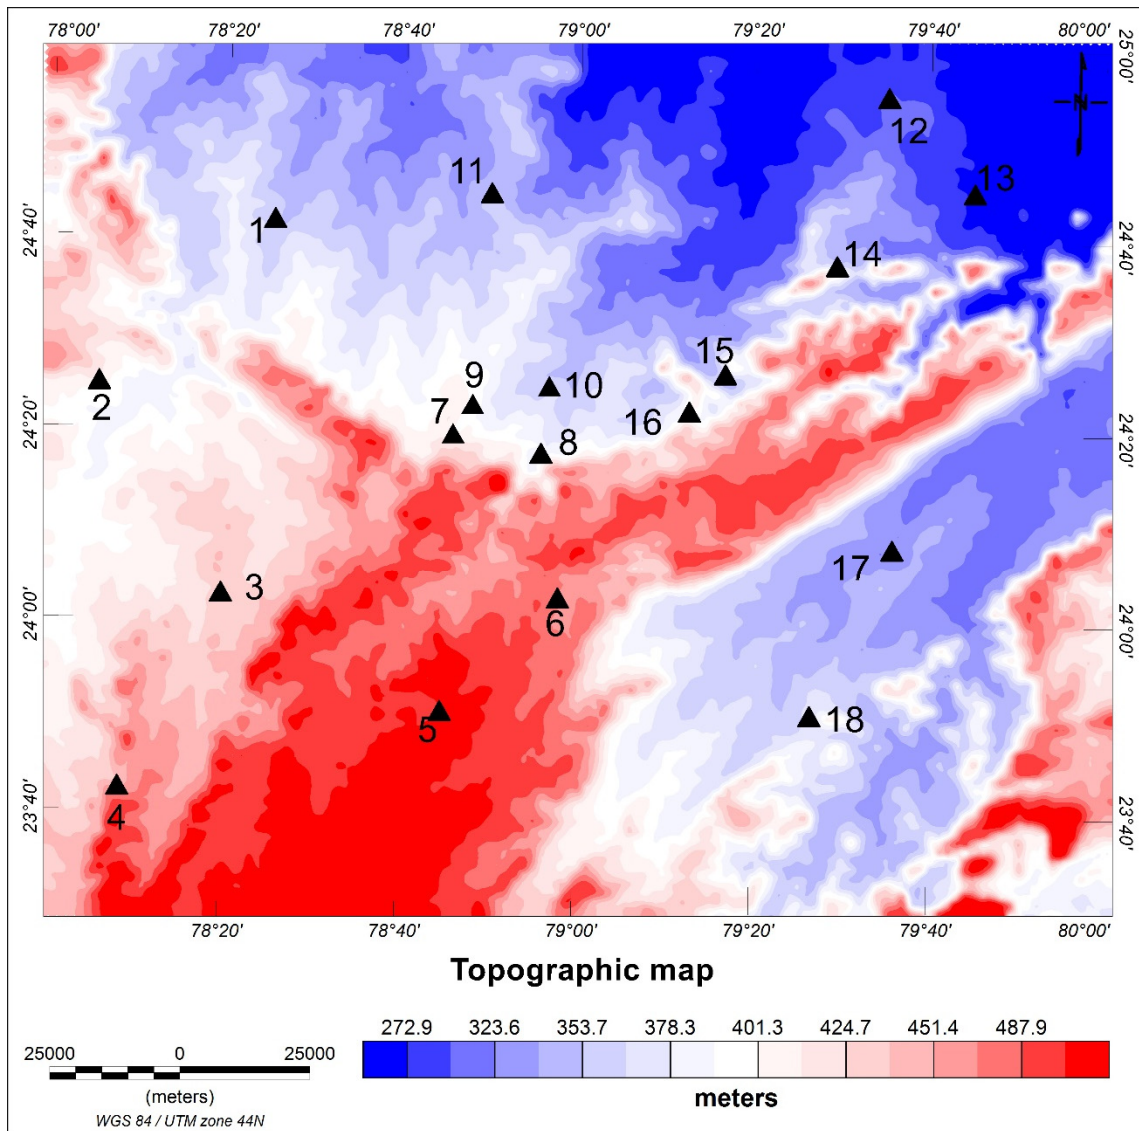 78°00' 78°20' 78°40' 79°00' 79°20' 79°40' 80°00'
25°00'
N
12
11
13
1
24°40' 24°40'
14
15
9
10
2
7
16
8
24°20' 24°20'
17
3
6
24°00' 24°00'
5
18
4
23°40' 23°40'
78°20' 78°40' 79°00' 79°20' 79°40' 80°00'
Topographic map
272.9 323.6 353.7 378.3 401.3 424.7 451.4 487.9
25000 0 25000
(meters)
WGS 84 / UTM zone 44N
meters